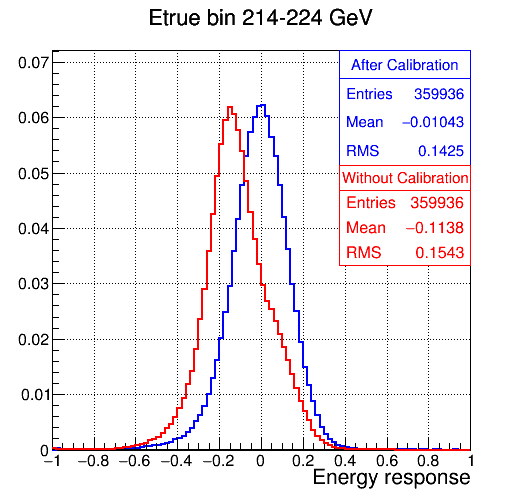 Etrue bin 214-224 GeV
After Calibration
Entries 359936
Mean −0.01043
RMS 0.1425
Without Calibration
Entries 359936
Mean −0.1138
RMS 0.1543
0.07
0.06
0.05
0.04
0.03
0.02
0.01
0
−1 −0.8 −0.6 −0.4 −0.2 0 0.2 0.4 0.6 0.8 1
Energy response